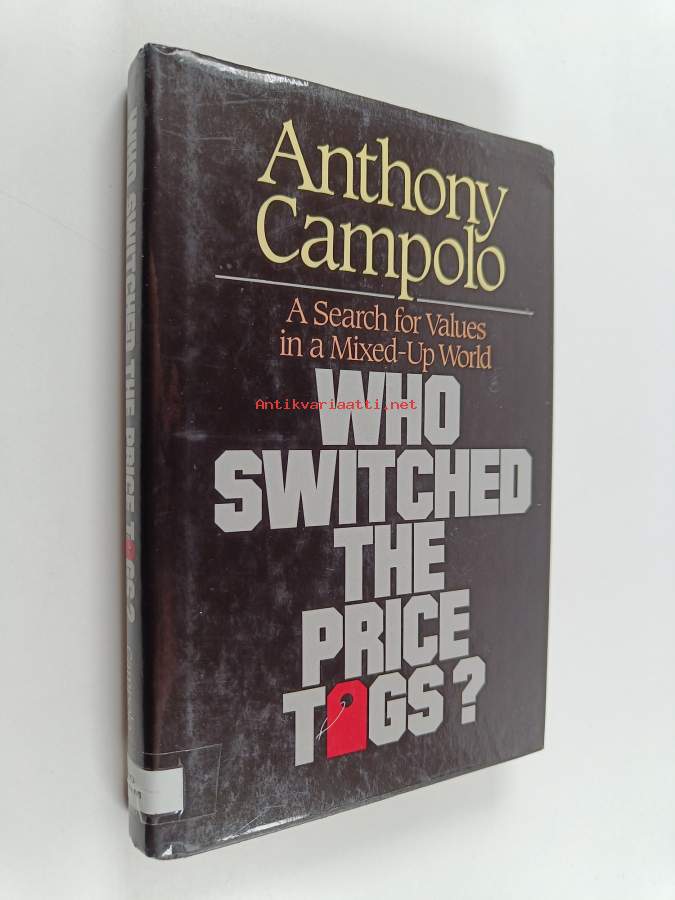 Anthony
Campolo
A Search for Values
in a Mixed-Up World
Antikvariaatti.net
WHO
SWITCHED
THE
PRICE
TAGS?
WHO SWITCHED THE PRICE TAGS?